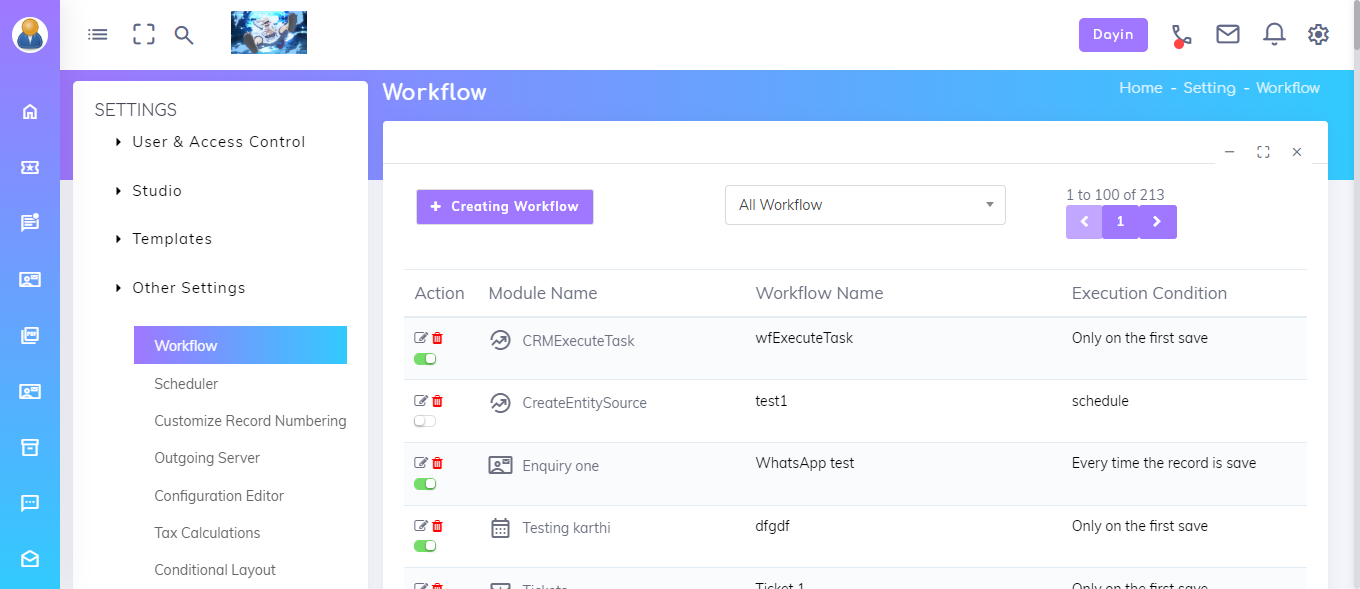 Dayin
Workflow
Home - Setting - Workflow
SETTINGS
User & Access Control
Studio
Templates
Other Settings
Workflow
Scheduler
Customize Record Numbering
Outgoing Server
Configuration Editor
Tax Calculations
Conditional Layout
+ Creating Workflow
All Workflow
1 to 100 of 213
1
Action Module Name Workflow Name Execution Condition
CRMExecuteTask wfExecuteTask Only on the first save
CreateEntitySource test1 schedule
Enquiry one WhatsApp test Every time the record is save
Testing karthi dfgdf Only on the first save
Tickets Ticket 1 Only on the first save